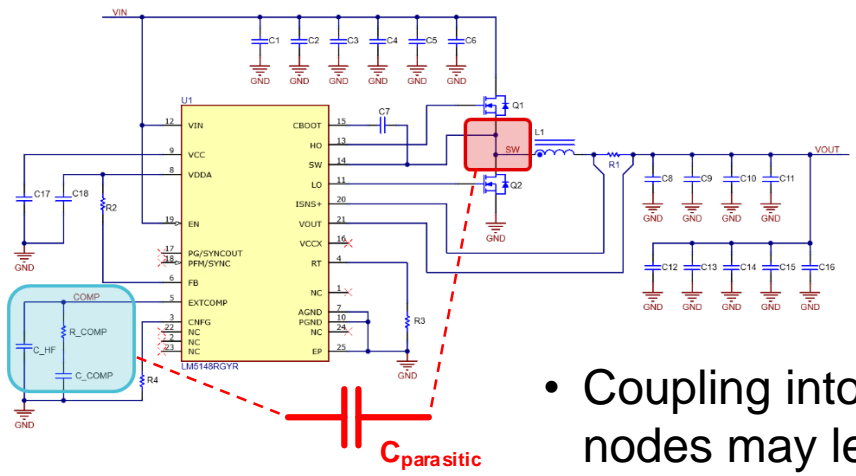 VIN
C1 C2 C3 C4 C5 C6
GND GND GND GND GND GND
U1
12 VIN CBOOT 15 C7 Q1
HO 13
9 VCC SW 14 SW L1 VOUT
8 VDDA LO 11 Q2 R1
C17 C18 R2 ISNS+ 20 C8 C9 C10 C11
19 EN VOUT 21 GND GND GND GND GND
VCCX 16
GND 17 PG/SYNCOUT
18 PFM/SYNC RT 4
6 FB NC 1 C12 C13 C14 C15 C16
COMP 5 EXTCOMP AGND 7 GND GND GND GND GND
3 CNFG PGND 10
R_COMP 22 NC NC 24 R3
C_HF 2 NC
23 NC EP 25
C_COMP R4 LM5148RGYR GND
GND
Cparasitic
• Coupling into
nodes may le